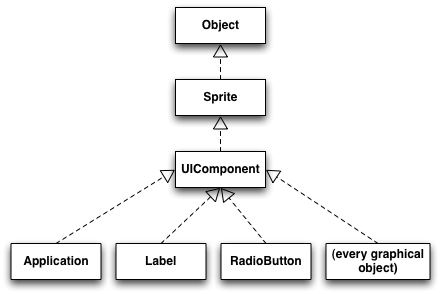 Object
Sprite
UIComponent
Application
Label
RadioButton
(every graphical
object)